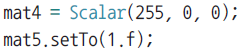 mat4 = Scalar(255, 0, 0);
mat5.setTo(1.f);